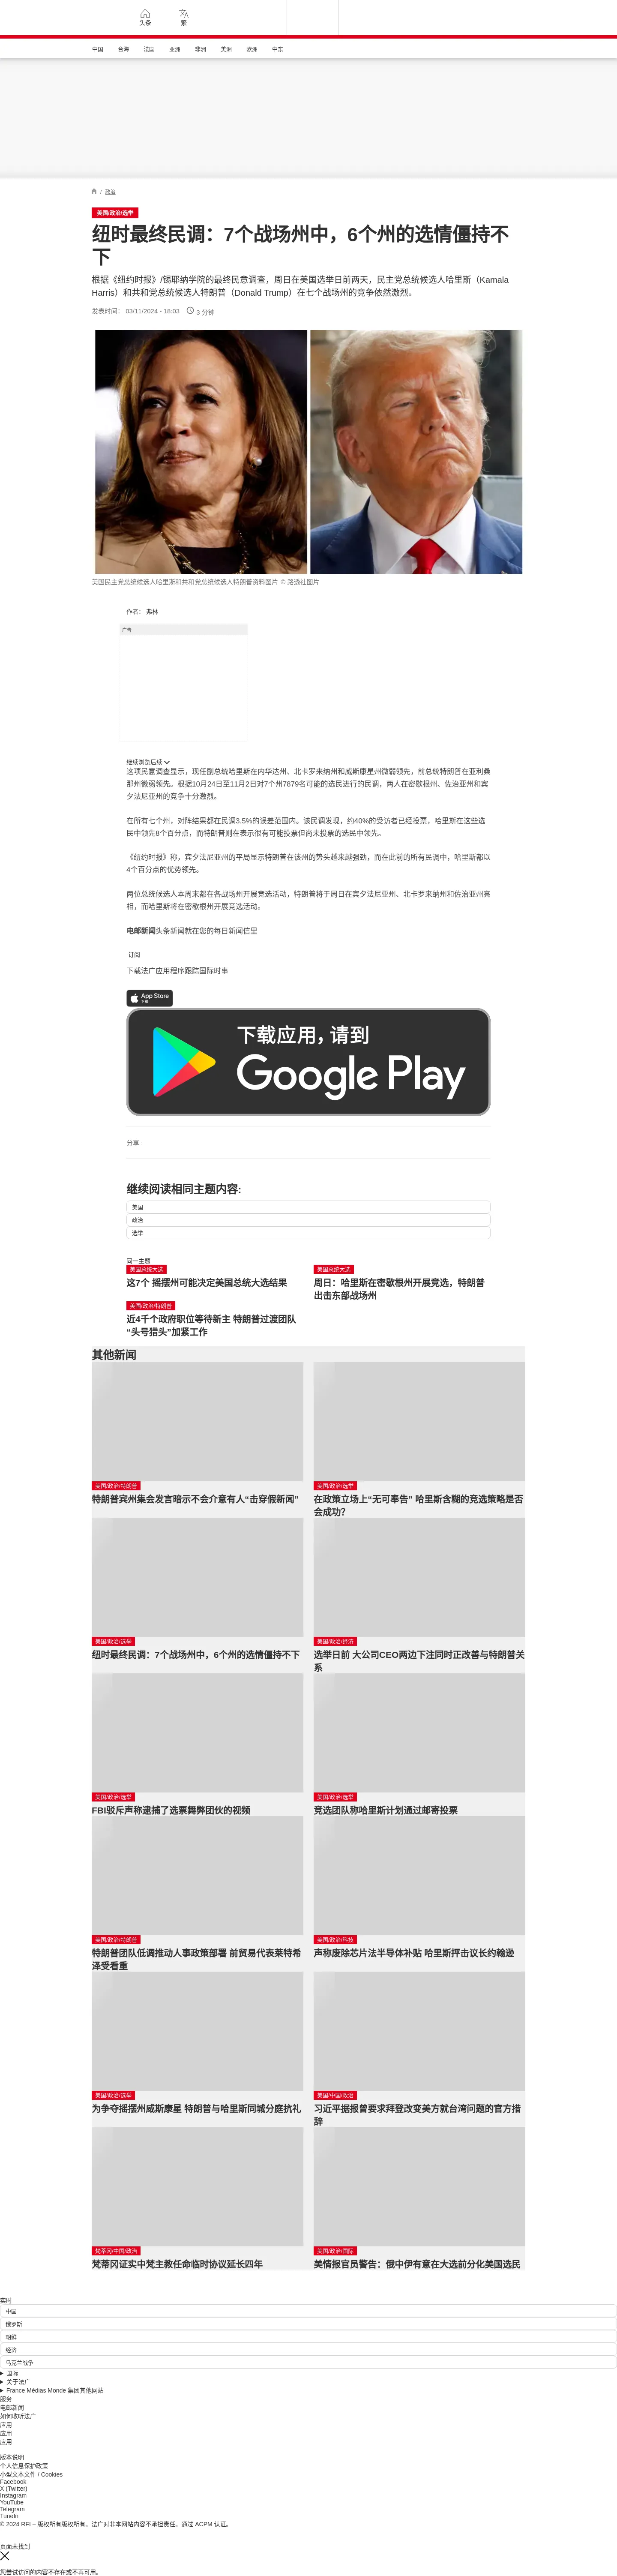 头条
繁
中国 台海 法国 亚洲 非洲 美洲 欧洲 中东
/ 政治
美国/政治/选举
纽时最终民调：7个战场州中，6个州的选情僵持不
下
根据《纽约时报》/锡耶纳学院的最终民意调查，周日在美国选举日前两天，民主党总统候选人哈里斯（Kamala
Harris）和共和党总统候选人特朗普（Donald Trump）在七个战场州的竞争依然激烈。
发表时间： 03/11/2024 - 18:03 3 分钟
美国民主党总统候选人哈里斯和共和党总统候选人特朗普资料图片 © 路透社图片
作者： 弗林
广告
继续浏览后续
这项民意调查显示，现任副总统哈里斯在内华达州、北卡罗来纳州和威斯康星州微弱领先，前总统特朗普在亚利桑
那州微弱领先。根据10月24日至11月2日对7个州7879名可能的选民进行的民调，两人在密歇根州、佐治亚州和宾
夕法尼亚州的竞争十分激烈。
在所有七个州，对阵结果都在民调3.5%的误差范围内。该民调发现，约40%的受访者已经投票，哈里斯在这些选
民中领先8个百分点，而特朗普则在表示很有可能投票但尚未投票的选民中领先。
《纽约时报》称，宾夕法尼亚州的平局显示特朗普在该州的势头越来越强劲，而在此前的所有民调中，哈里斯都以
4个百分点的优势领先。
两位总统候选人本周末都在各战场州开展竞选活动，特朗普将于周日在宾夕法尼亚州、北卡罗来纳州和佐治亚州亮
相，而哈里斯将在密歇根州开展竞选活动。
电邮新闻头条新闻就在您的每日新闻信里
订阅
下载法广应用程序跟踪国际时事
App Store
下载
下载应用，请到
Google Play
分享 :
继续阅读相同主题内容:
美国
政治
选举
同一主题
美国总统大选
这7个 摇摆州可能决定美国总统大选结果
美国总统大选
周日：哈里斯在密歇根州开展竞选，特朗普
出击东部战场州
美国/政治/特朗普
近4千个政府职位等待新主 特朗普过渡团队
“头号猎头”加紧工作
其他新闻
美国/政治/特朗普
特朗普宾州集会发言暗示不会介意有人“击穿假新闻”
美国/政治/选举
在政策立场上“无可奉告” 哈里斯含糊的竞选策略是否
会成功？
美国/政治/选举
纽时最终民调：7个战场州中，6个州的选情僵持不下
美国/政治/经济
选举日前 大公司CEO两边下注同时正改善与特朗普关
系
美国/政治/选举
FBI驳斥声称逮捕了选票舞弊团伙的视频
美国/政治/选举
竞选团队称哈里斯计划通过邮寄投票
美国/政治/特朗普
特朗普团队低调推动人事政策部署 前贸易代表莱特希
泽受看重
美国/政治/科技
声称废除芯片法半导体补贴 哈里斯抨击议长约翰逊
美国/政治/选举
为争夺摇摆州威斯康星 特朗普与哈里斯同城分庭抗礼
美国/中国/政治
习近平据报曾要求拜登改变美方就台湾问题的官方措
辞
梵蒂冈/中国/政治
梵蒂冈证实中梵主教任命临时协议延长四年
美国/政治/国际
美情报官员警告：俄中伊有意在大选前分化美国选民
实时
中国
俄罗斯
朝鲜
经济
马克兰战争
国际
关于法广
France Médias Monde 集团其他网站
服务
电邮新闻
如何收听法广
应用
应用
应用
版本说明
个人信息保护政策
小型文本文件 / Cookies
Facebook
X (Twitter)
Instagram
YouTube
Telegram
TuneIn
© 2024 RFI – 版权所有版权所有。法广对非本网站内容不承担责任。通过 ACPM 认证。
页面未找到
您尝试访问的内容不存在或不再可用。